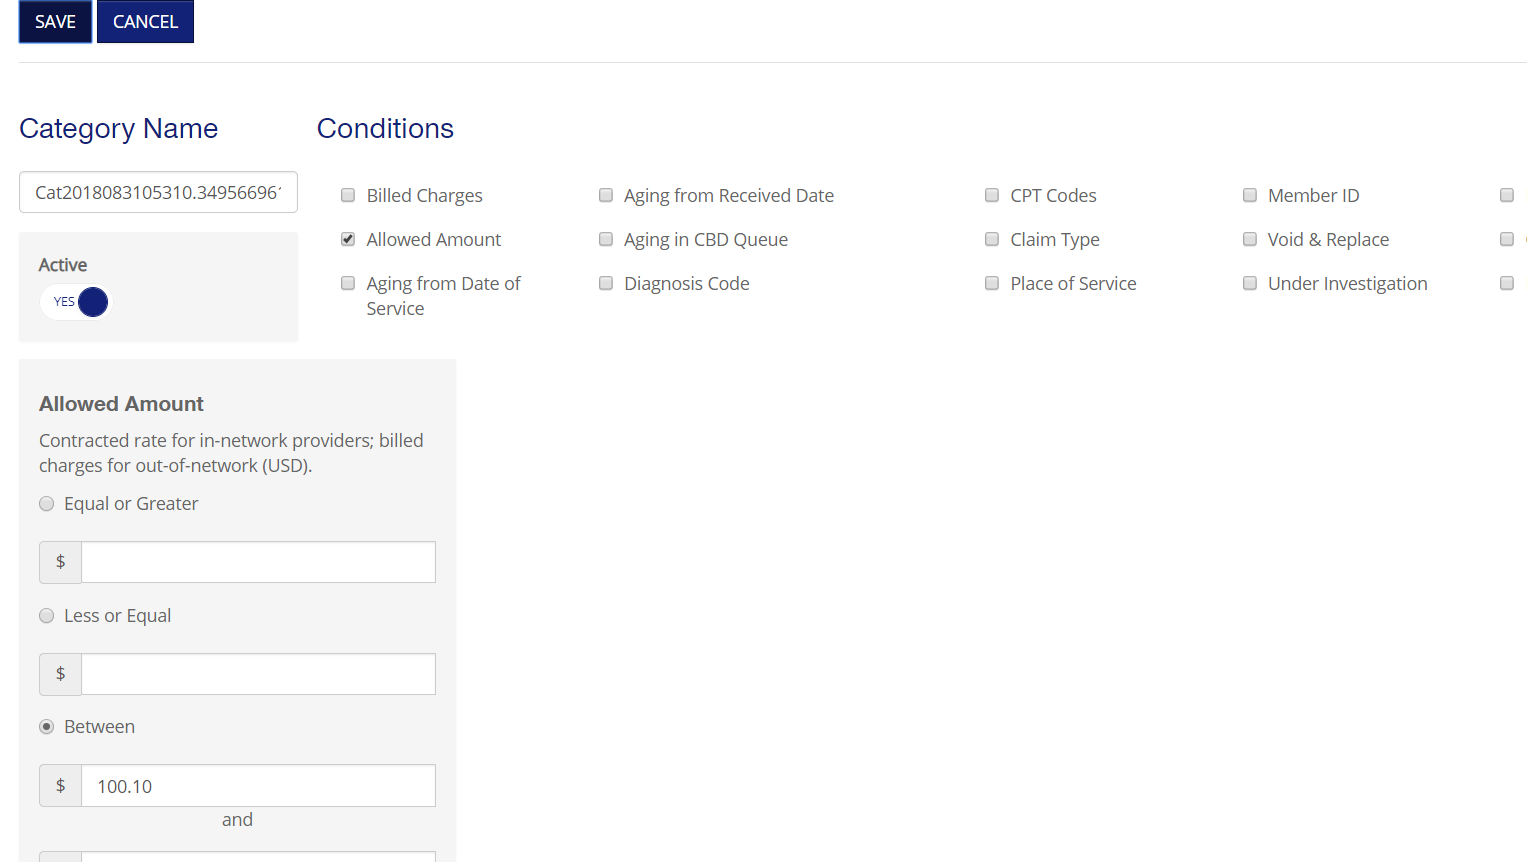 SAVE CANCEL
Category Name Conditions
Cat2018083105310.34956696
Billed Charges Aging from Received Date CPT Codes Member ID
Allowed Amount Aging in CBD Queue Claim Type Void & Replace
Active
Aging from Date of Service Diagnosis Code Place of Service Under Investigation
YES
Allowed Amount
Contracted rate for in-network providers; billed
charges for out-of-network (USD).
Equal or Greater
$
Less or Equal
$
Between
$ 100.10
and